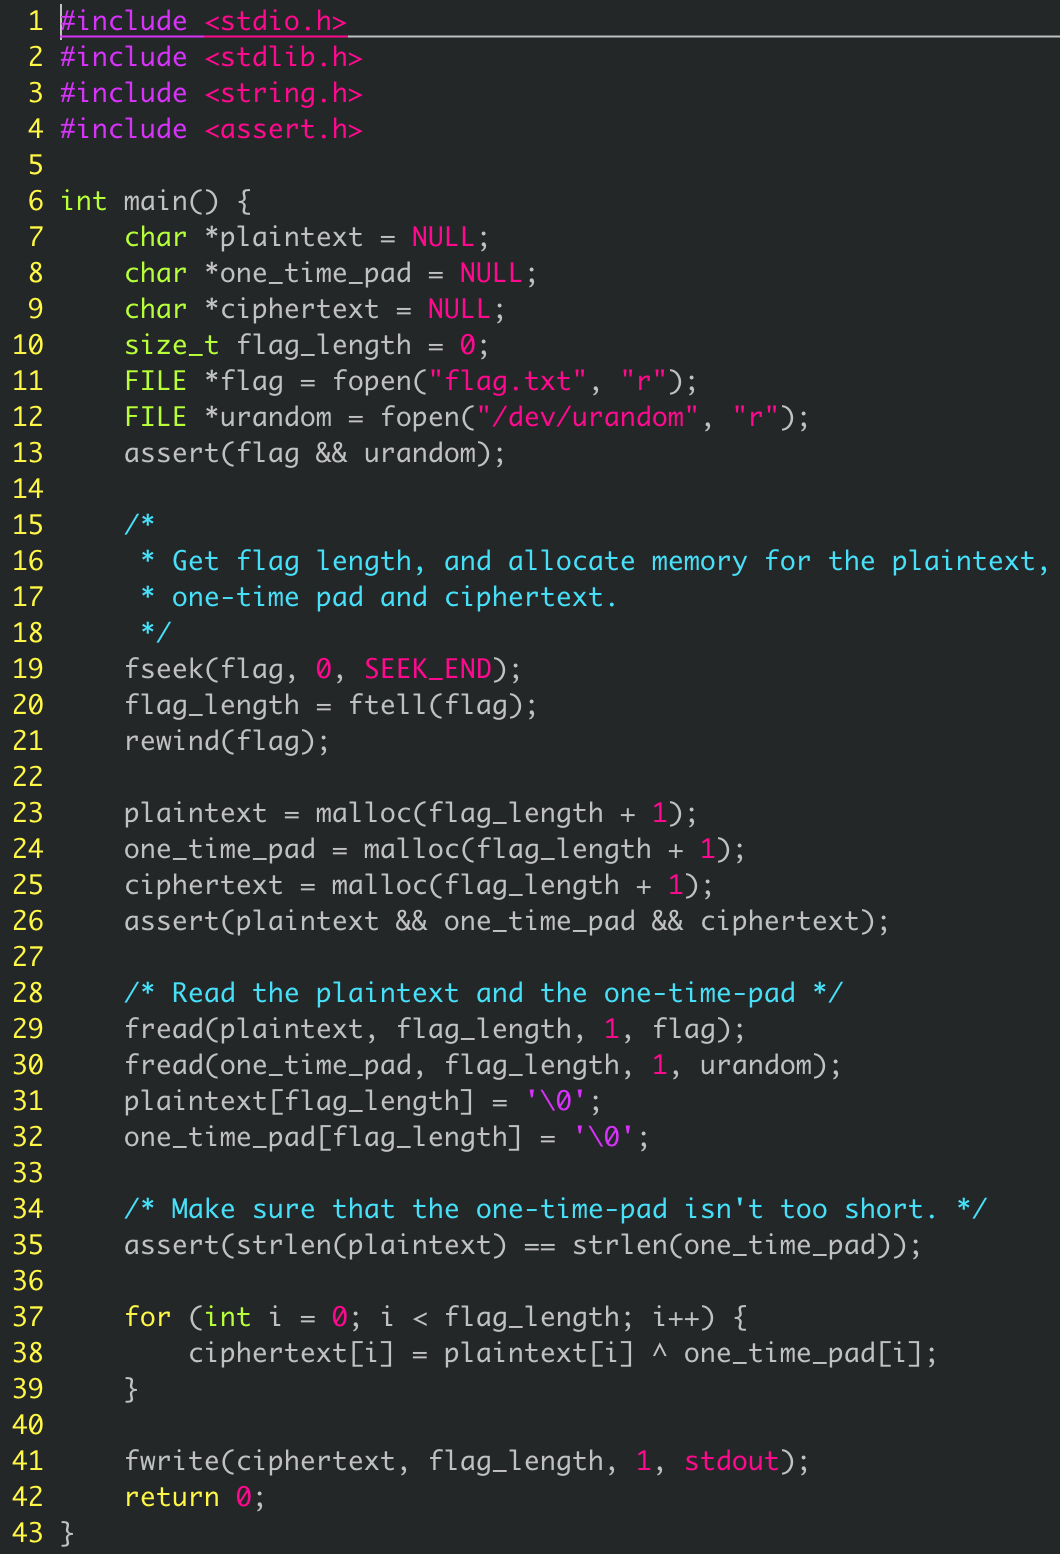 1 #include <stdio.h>
2 #include <stdlib.h>
3 #include <string.h>
4 #include <assert.h>
5
6 int main() {
7     char *plaintext = NULL;
8     char *one_time_pad = NULL;
9     char *ciphertext = NULL;
10     size_t flag_length = 0;
11     FILE *flag = fopen("flag.txt", "r");
12     FILE *urandom = fopen("/dev/urandom", "r");
13     assert(flag && urandom);
14
15     /*
16      * Get flag length, and allocate memory for the plaintext,
17      * one-time pad and ciphertext.
18      */
19     fseek(flag, 0, SEEK_END);
20     flag_length = ftell(flag);
21     rewind(flag);
22
23     plaintext = malloc(flag_length + 1);
24     one_time_pad = malloc(flag_length + 1);
25     ciphertext = malloc(flag_length + 1);
26     assert(plaintext && one_time_pad && ciphertext);
27
28     /* Read the plaintext and the one-time-pad */
29     fread(plaintext, flag_length, 1, flag);
30     fread(one_time_pad, flag_length, 1, urandom);
31     plaintext[flag_length] = '\0';
32     one_time_pad[flag_length] = '\0';
33
34     /* Make sure that the one-time-pad isn't too short. */
35     assert(strlen(plaintext) == strlen(one_time_pad));
36
37     for (int i = 0; i < flag_length; i++) {
38         ciphertext[i] = plaintext[i] ^ one_time_pad[i];
39     }
40
41     fwrite(ciphertext, flag_length, 1, stdout);
42     return 0;
43 }